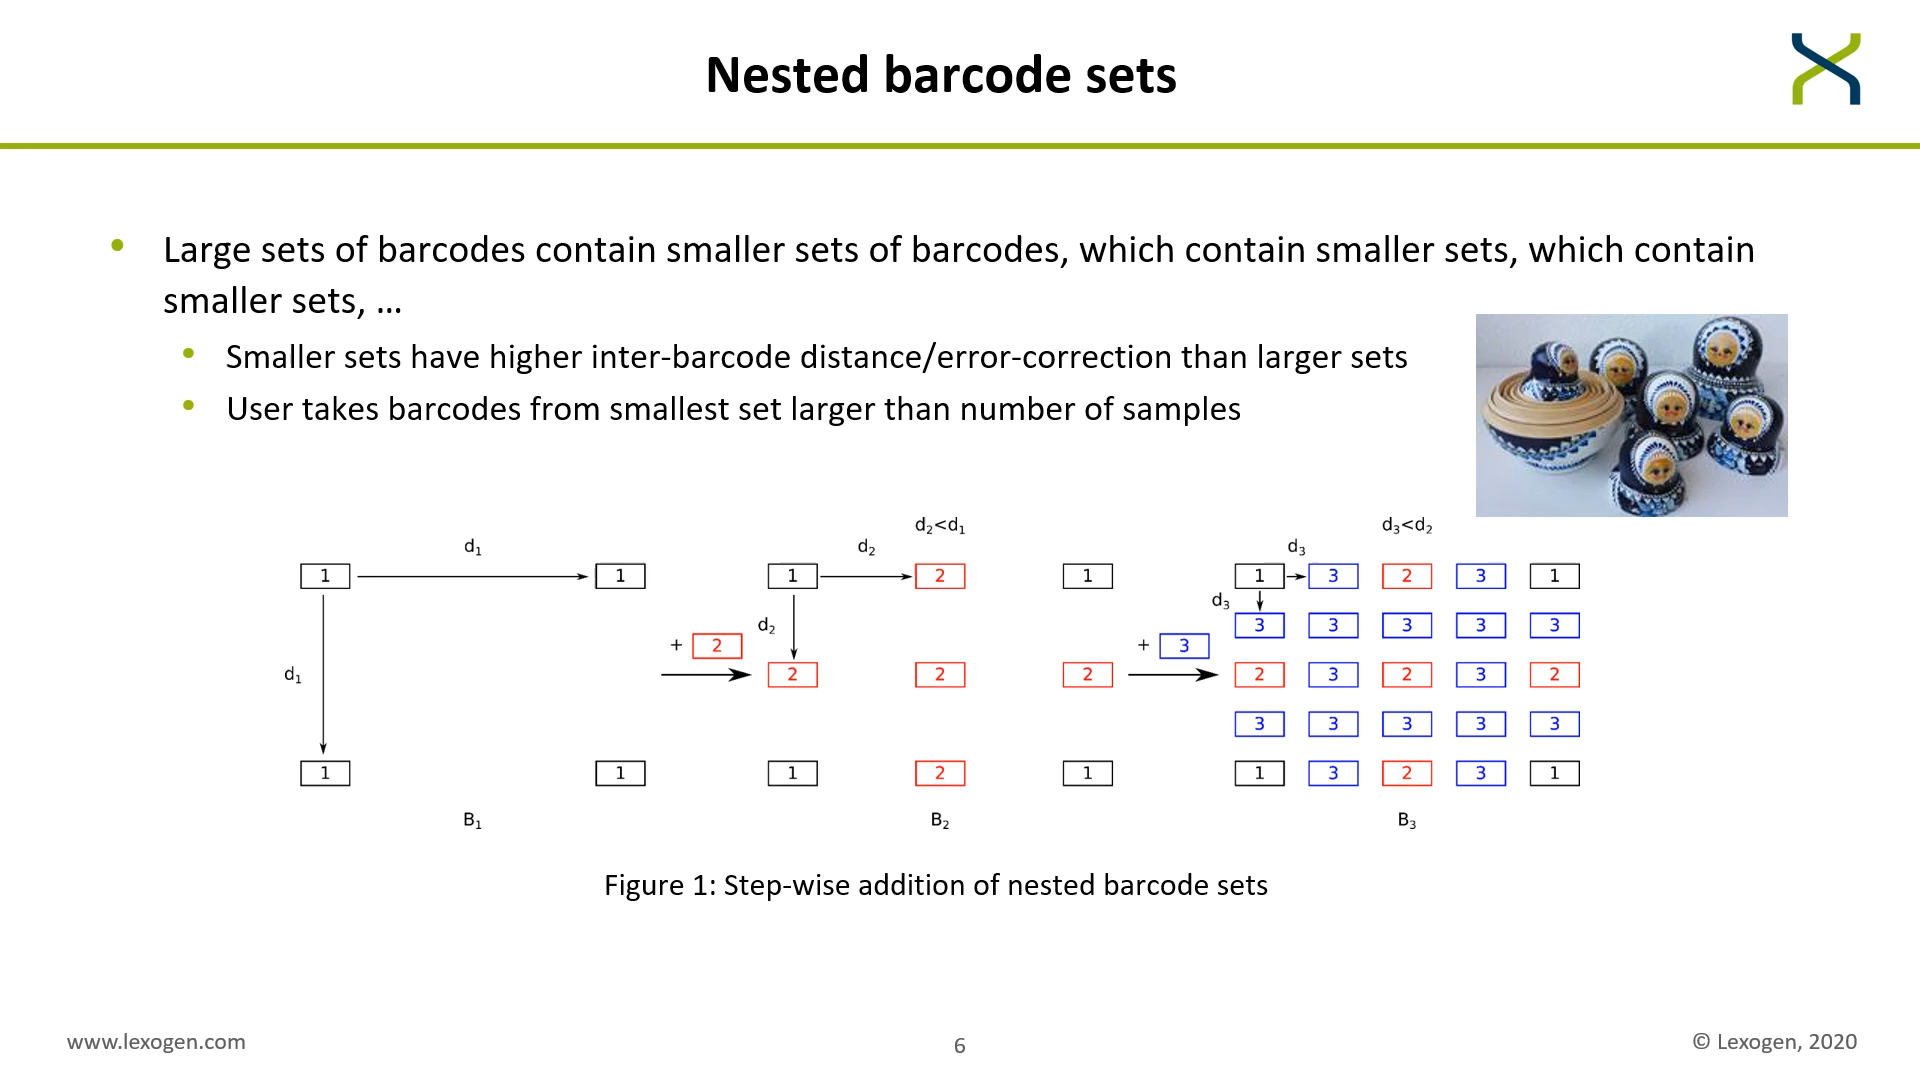 Nested barcode sets
• Large sets of barcodes contain smaller sets of barcodes, which contain smaller sets, which contain
smaller sets, …
• Smaller sets have higher inter-barcode distance/error-correction than larger sets
• User takes barcodes from smallest set larger than number of samples
d₂<d₁ d₃<d₂
d₁ d₂ d₃
1 1 1 2 1 1 3 2 3 1
d₃
d₂ 3 3 3 3 3
+ 2 + 3
d₁ 2 2 2 2 3 2 3 2
3 3 3 3 3
1 1 1 2 1 1 3 2 3 1
B₁ B₂ B₃
Figure 1: Step-wise addition of nested barcode sets
www.lexogen.com 6 © Lexogen, 2020